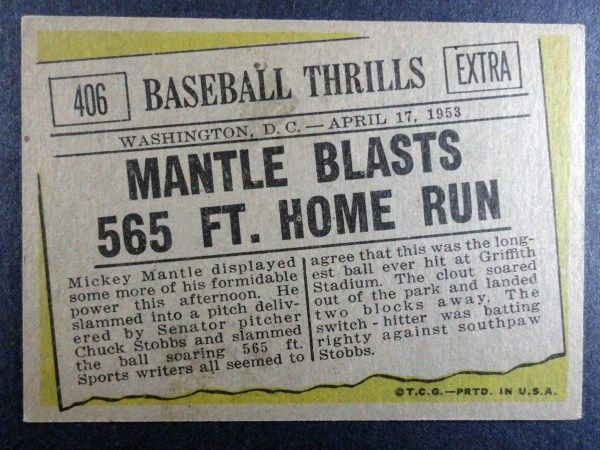 406
BASEBALL THRILLS
EXTRA
WASHINGTON, D. C. — APRIL 17, 1953
MANTLE BLASTS
565 FT. HOME RUN
Mickey Mantle displayed
some more of his formidable
power this afternoon. He
slammed into a pitch deliv-
ered by Senator pitcher
Chuck Stobbs and slammed
the ball soaring 565 ft.
Sports writers all seemed to
agree that this was the long-
est ball ever hit at Griffith
Stadium. The clout soared
out of the park and landed
two blocks away. The
switch - hitter was batting
righty against southpaw
Stobbs.
©T.C.G.—PRTD. IN U.S.A.